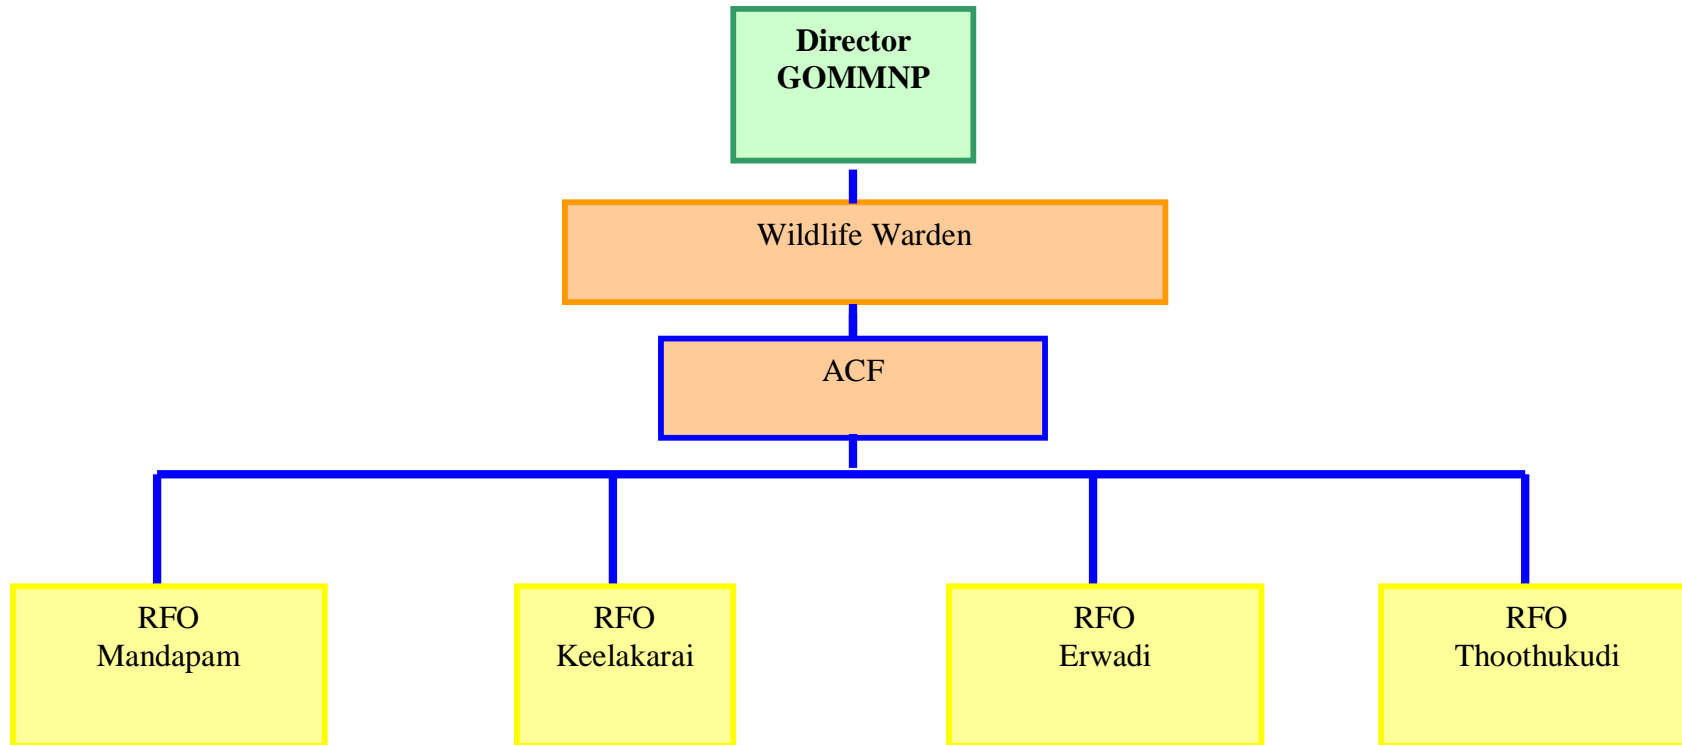 Director
GOMMNP
Wildlife Warden
ACF
RFO
Mandapam
RFO
Keelakarai
RFO
Erwadi
RFO
Thoothukudi